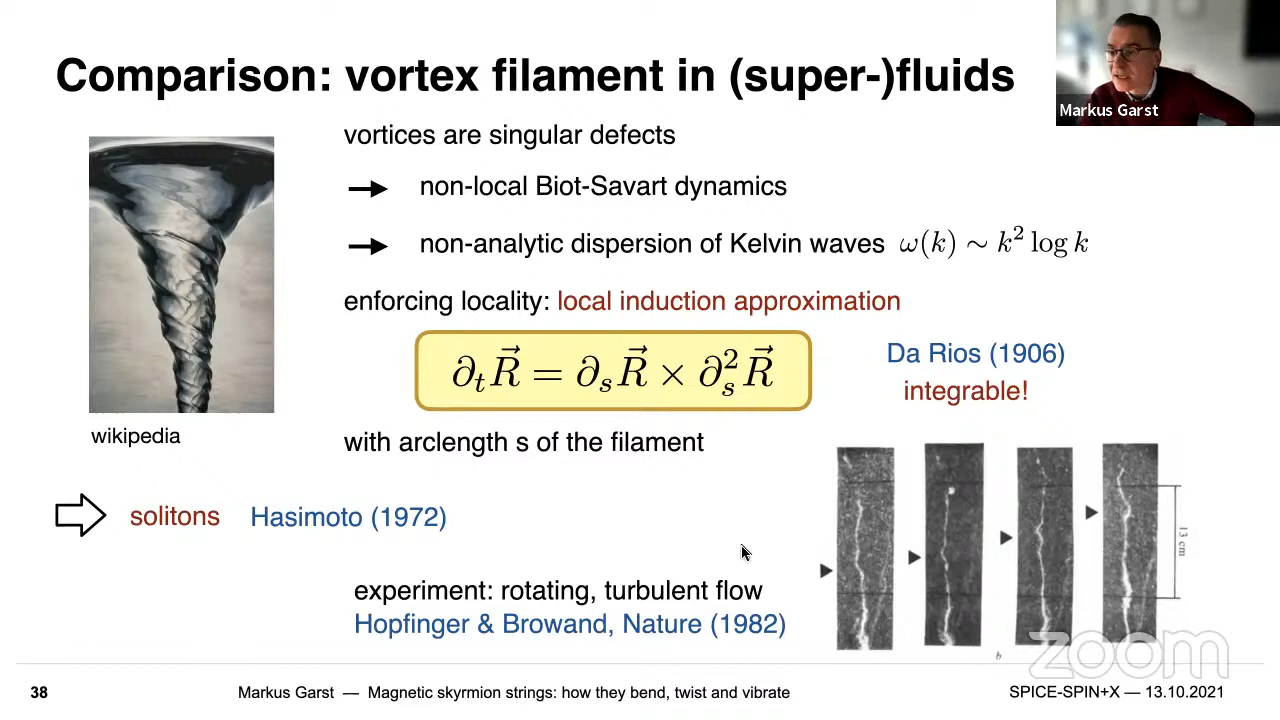 Comparison: vortex filament in (super-)fluids
Markus Garst
vortices are singular defects
non-local Biot-Savart dynamics
non-analytic dispersion of Kelvin waves ω(k) ∼ k² log k
enforcing locality: local induction approximation
∂ₜR⃗ = ∂ₛR⃗ × ∂ₛ²R⃗
Da Rios (1906)
integrable!
wikipedia
with arclength s of the filament
solitons Hasimoto (1972)
experiment: rotating, turbulent flow
Hopfinger & Browand, Nature (1982)
13 cm
b
zoom
38 Markus Garst — Magnetic skyrmion strings: how they bend, twist and vibrate SPICE-SPIN+X — 13.10.2021